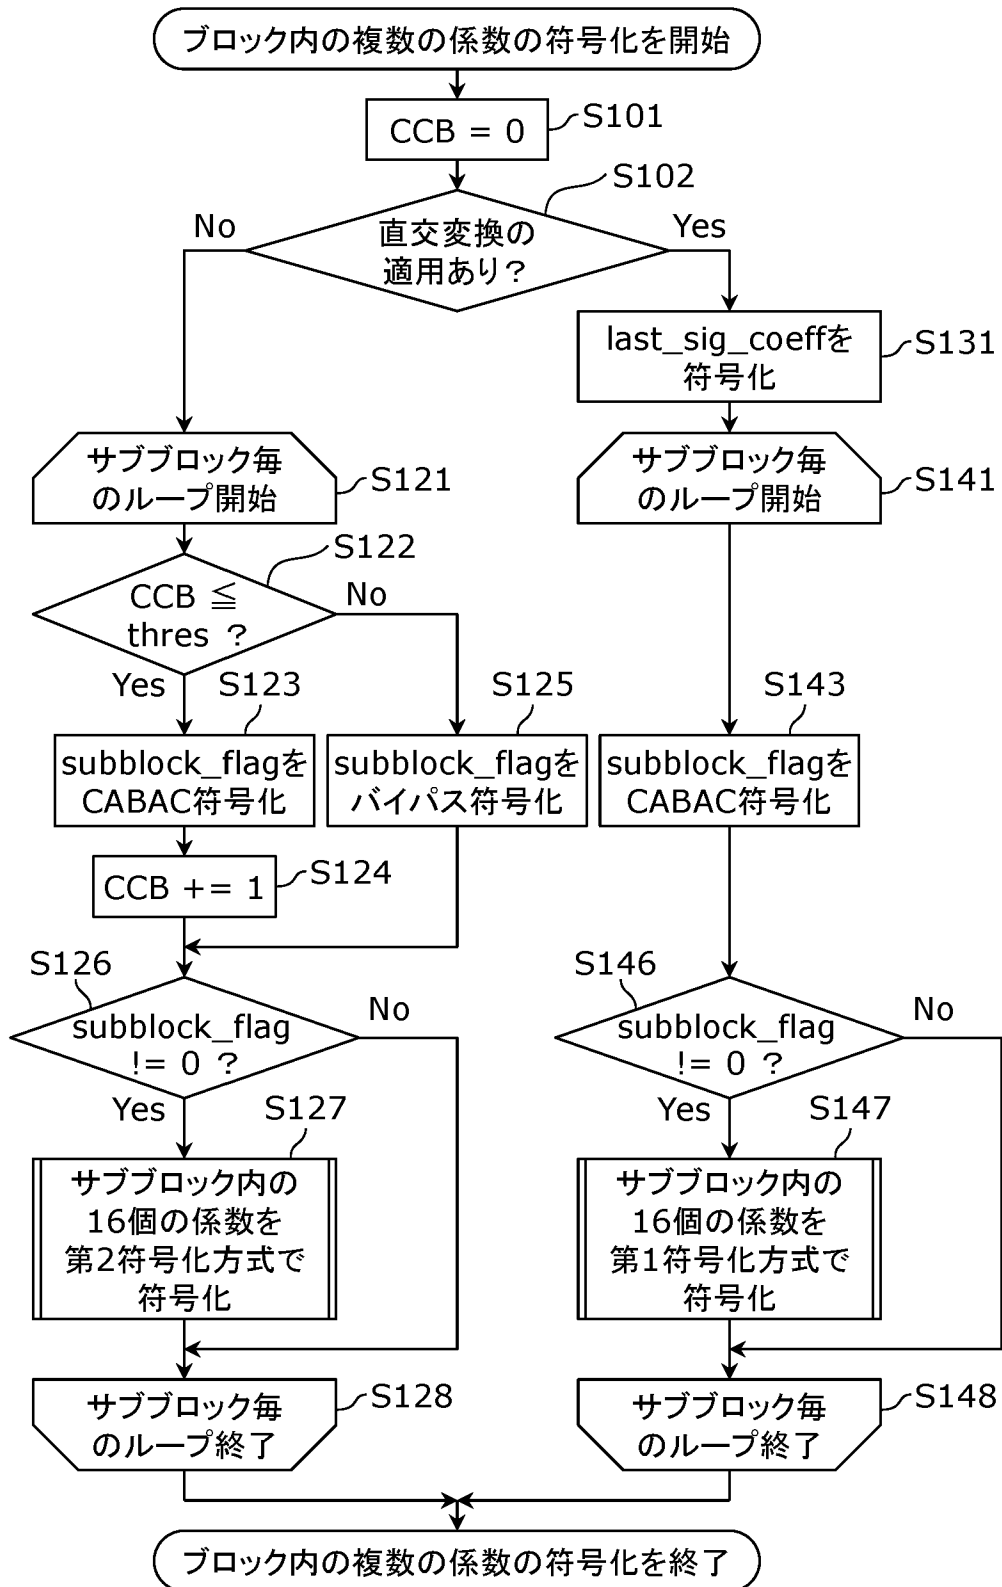 ブロック内の複数の係数の符号化を開始
CCB = 0
S101
S102
直交変換の
適用あり?
No
Yes
last_sig_coeffを
符号化
S131
サブブロック毎
のループ開始
S121
サブブロック毎
のループ開始
S141
S122
CCB ≦
thres ?
No
Yes
S123
S125
S143
subblock_flagを
CABAC符号化
subblock_flagを
バイパス符号化
subblock_flagを
CABAC符号化
CCB += 1
S124
S126
subblock_flag
!= 0 ?
No
Yes
S146
subblock_flag
!= 0 ?
No
Yes
S127
サブブロック内の
16個の係数を
第2符号化方式で
符号化
S147
サブブロック内の
16個の係数を
第1符号化方式で
符号化
サブブロック毎
のループ終了
S128
サブブロック毎
のループ終了
S148
ブロック内の複数の係数の符号化を終了